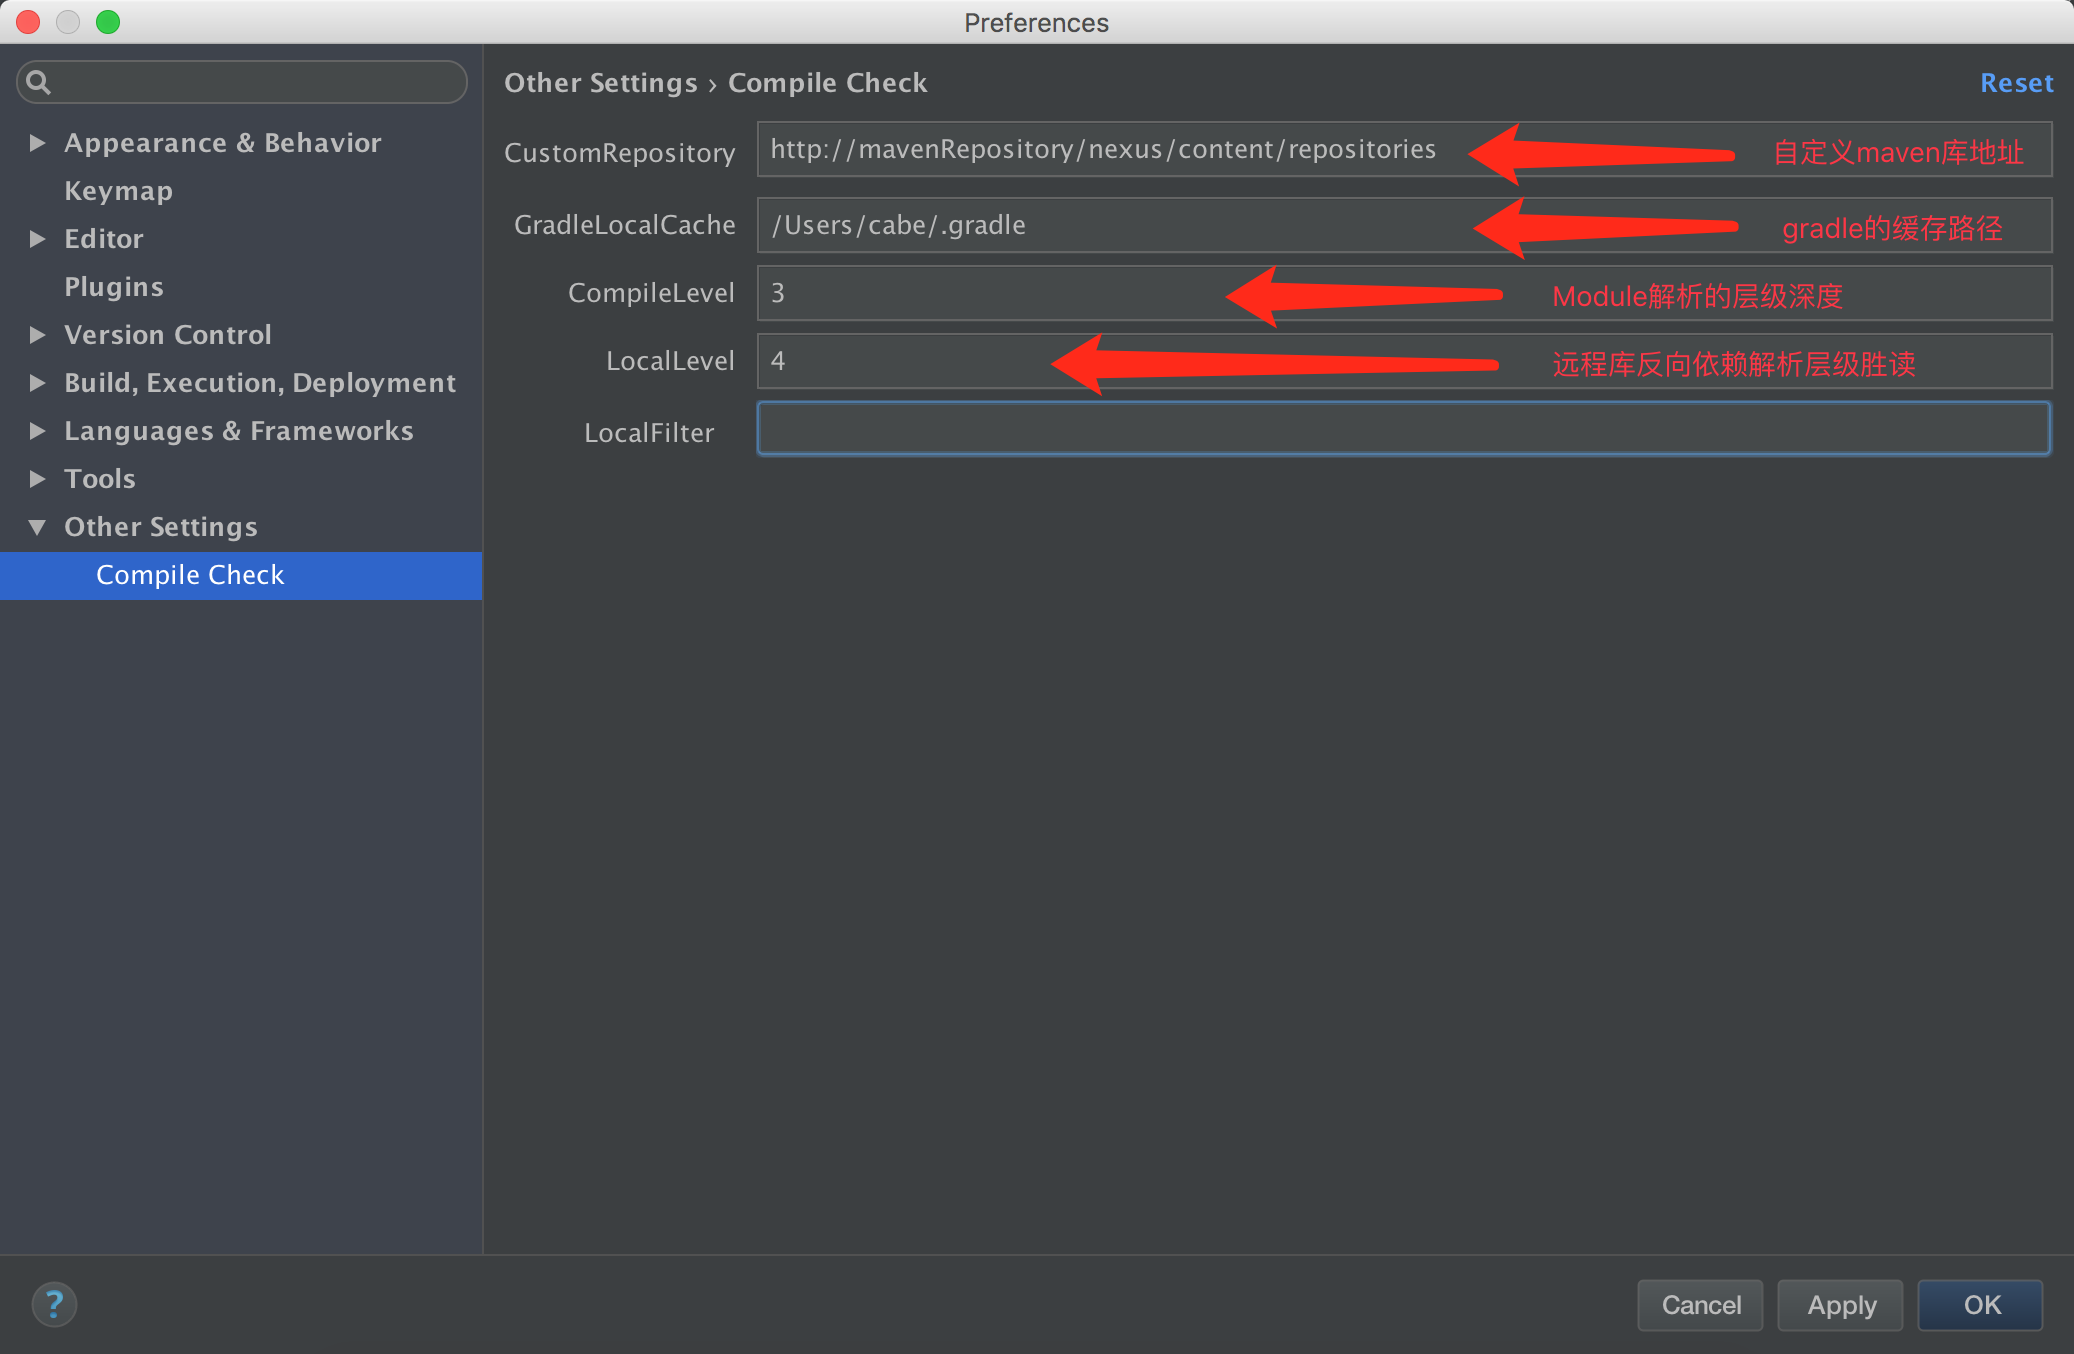 Preferences
Other Settings › Compile Check
Reset
Appearance & Behavior
Keymap
Editor
Plugins
Version Control
Build, Execution, Deployment
Languages & Frameworks
Tools
Other Settings
Compile Check
CustomRepository http://mavenRepository/nexus/content/repositories 自定义maven库地址
GradleLocalCache /Users/cabe/.gradle gradle的缓存路径
CompileLevel 3 Module解析的层级深度
LocalLevel 4 远程库反向依赖解析层级胜读
LocalFilter
? Cancel Apply OK